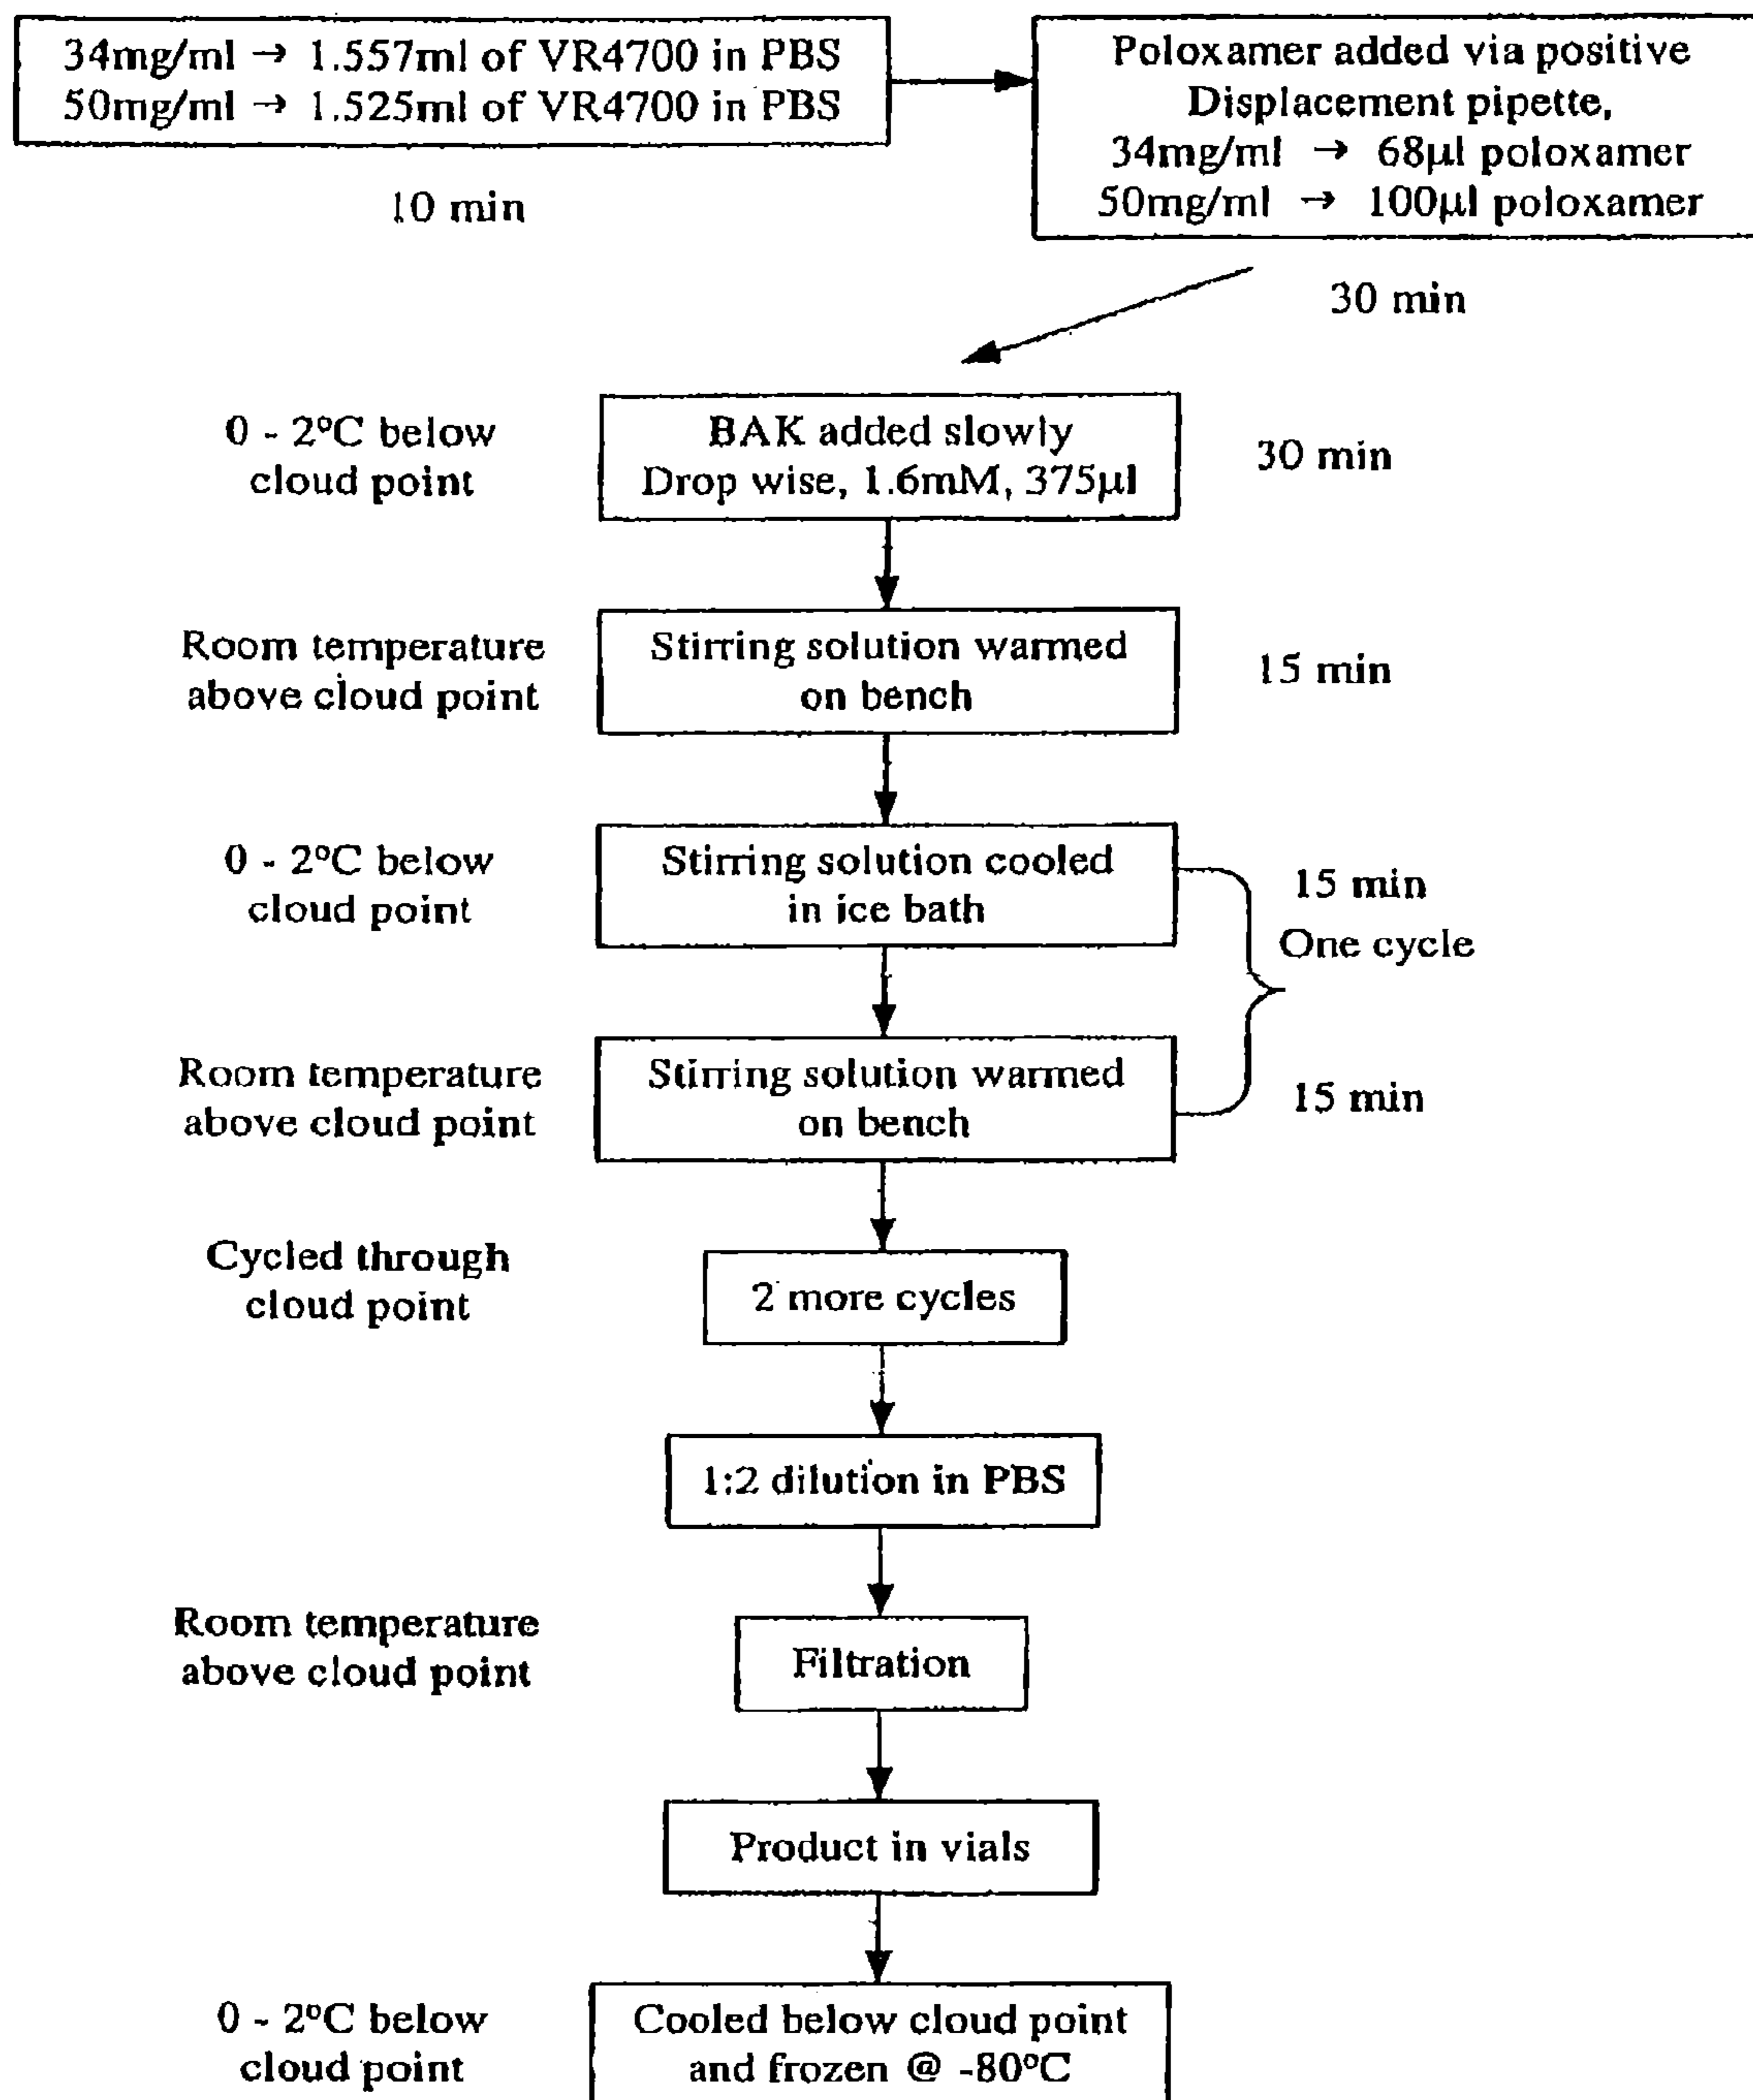 34mg/ml → 1.557ml of VR4700 in PBS
50mg/ml → 1.525ml of VR4700 in PBS
10 min
Poloxamer added via positive
Displacement pipette,
34mg/ml → 68µl poloxamer
50mg/ml → 100µl poloxamer
30 min
0 - 2°C below
cloud point
BAK added slowly
Drop wise, 1.6mM, 375µl
30 min
Room temperature
above cloud point
Stirring solution warmed
on bench
15 min
0 - 2°C below
cloud point
Stirring solution cooled
in ice bath
15 min
One cycle
Room temperature
above cloud point
Stirring solution warmed
on bench
15 min
Cycled through
cloud point
2 more cycles
1:2 dilution in PBS
Room temperature
above cloud point
Filtration
Product in vials
0 - 2°C below
cloud point
Cooled below cloud point
and frozen @ -80°C